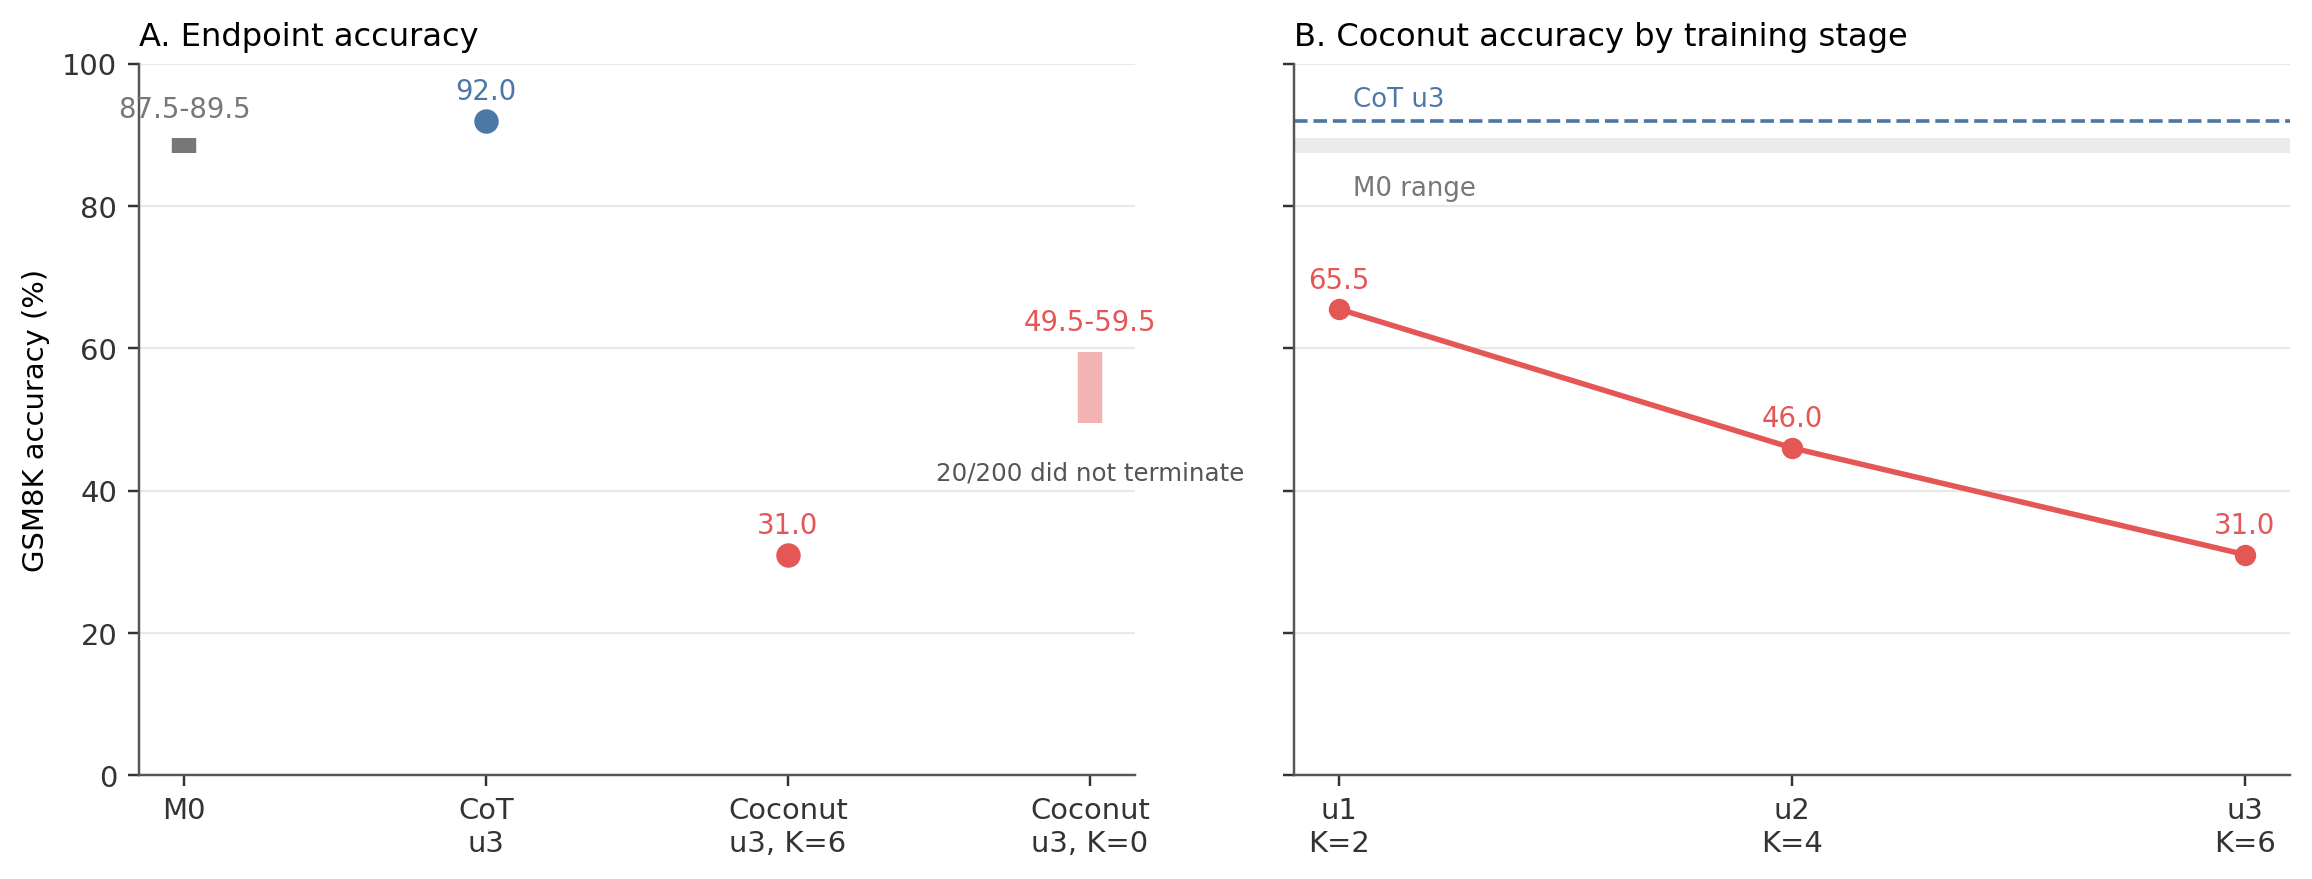 A. Endpoint accuracy
GSM8K accuracy (%)
100
80
60
40
20
0
87.5-89.5
92.0
49.5-59.5
20/200 did not terminate
31.0
M0
CoT
u3
Coconut
u3, K=6
Coconut
u3, K=0
B. Coconut accuracy by training stage
CoT u3
M0 range
65.5
46.0
31.0
u1
K=2
u2
K=4
u3
K=6